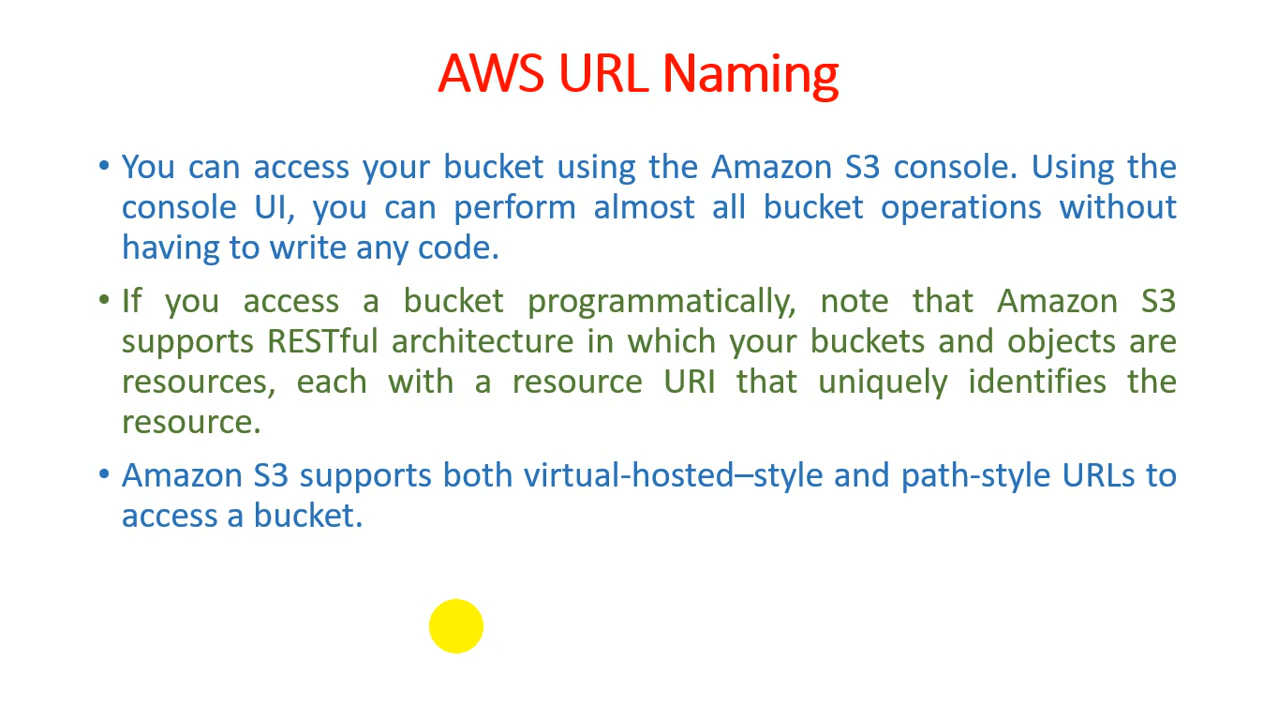 AWS URL Naming
• You can access your bucket using the Amazon S3 console. Using the
console UI, you can perform almost all bucket operations without
having to write any code.
• If you access a bucket programmatically, note that Amazon S3
supports RESTful architecture in which your buckets and objects are
resources, each with a resource URI that uniquely identifies the
resource.
• Amazon S3 supports both virtual-hosted–style and path-style URLs to
access a bucket.